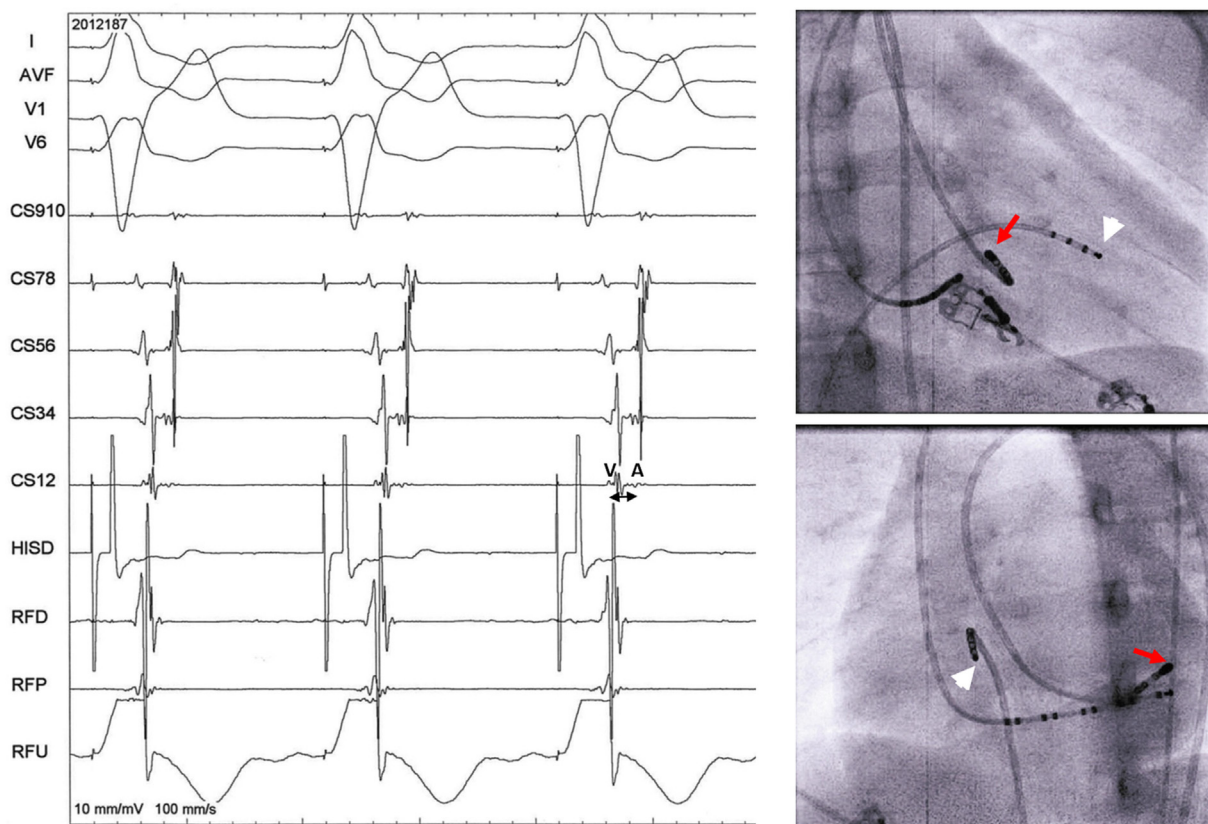 2012187
I
AVF
V1
V6
CS910
CS78
CS56
CS34
CS12
V A
HISD
RFD
RFP
RFU
10 mm/mV 100 mm/s